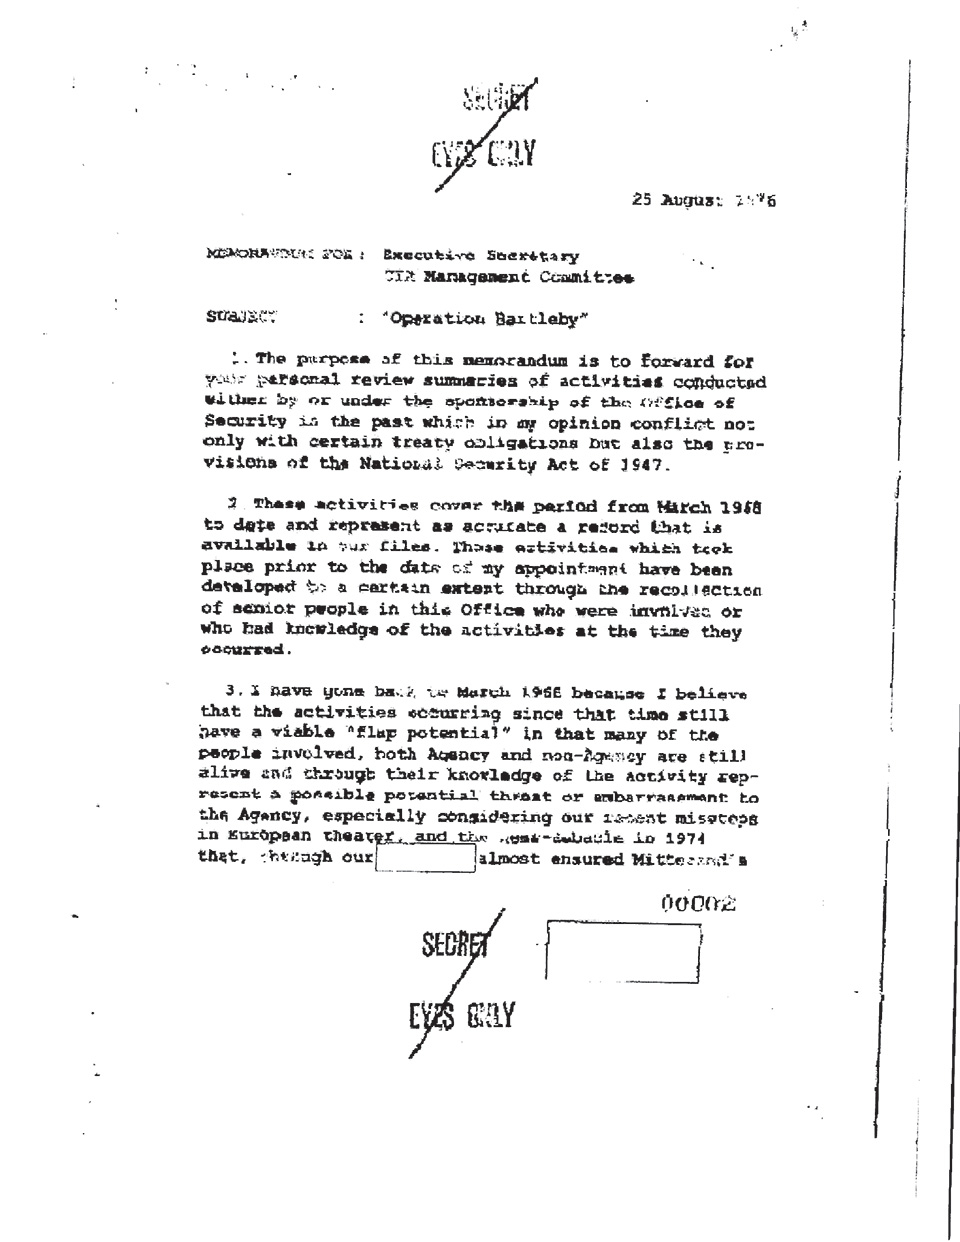 SECRET
EYES ONLY
25 August 1976
MEMORANDUM FOR : Executive Secretary
CIA Management Committee
SUBJECT : "Operation Bartleby"
1. The purpose of this memorandum is to forward for
your personal review summaries of activities conducted
either by or under the sponsorship of the Office of
Security in the past which in my opinion conflict not
only with certain treaty obligations but also the pro-
visions of the National Security Act of 1947.
2 These activities cover the period from March 1968
to date and represent as accurate a record that is
available in our files. Those activities which took
place prior to the date of my appointment have been
developed to a certain extent through the recollection
of senior people in this Office who were involved or
who had knowledge of the activities at the time they
occurred.
3. I have gone back to March 1968 because I believe
that the activities occurring since that time still
have a viable "flap potential" in that many of the
people involved, both Agency and non-Agency are still
alive and through their knowledge of the activity rep-
resent a possible potential threat or embarrassment to
the Agency, especially considering our recent missteps
in European theater, and the near-debacle in 1974
that, through our almost ensured Mitterand's
00002
SECRET
EYES ONLY